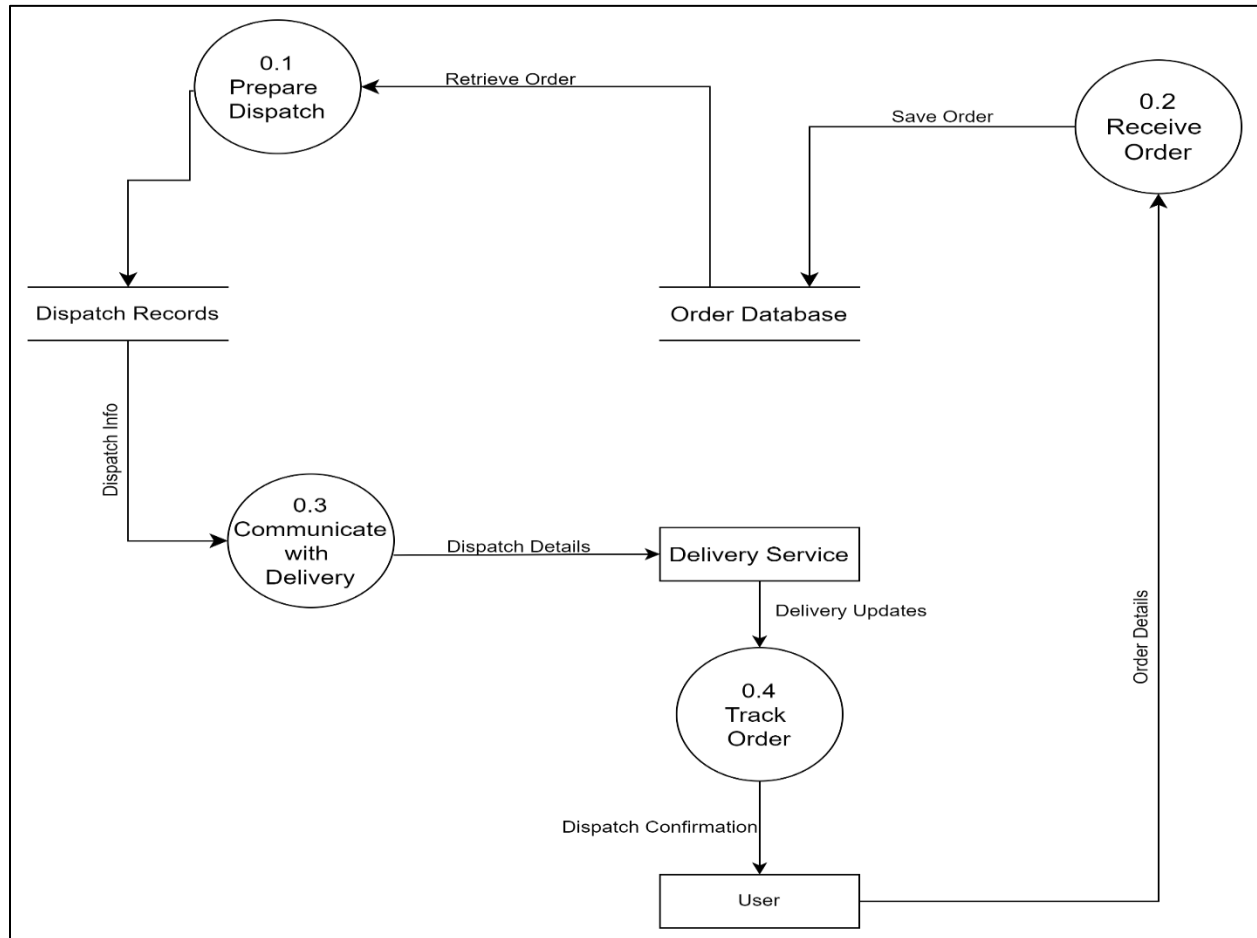 0.1
Prepare
Dispatch
Retrieve Order
0.2
Receive
Order
Save Order
Dispatch Records
Order Database
Dispatch Info
0.3
Communicate
with
Delivery
Dispatch Details
Delivery Service
Delivery Updates
0.4
Track
Order
Order Details
Dispatch Confirmation
User